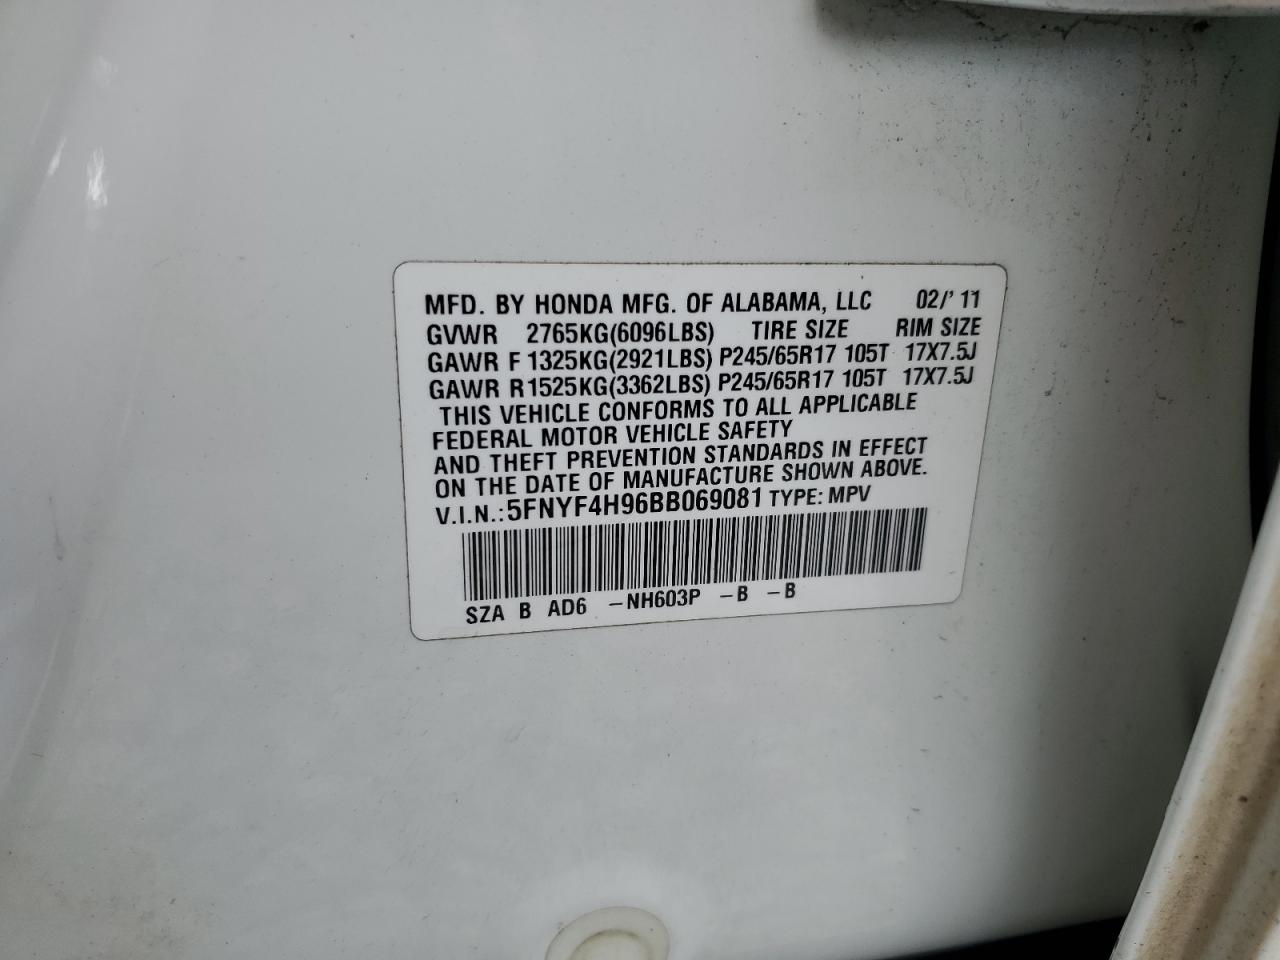 MFD. BY HONDA MFG. OF ALABAMA, LLC 02/'11
GVWR 2765KG(6096LBS) TIRE SIZE RIM SIZE
GAWR F 1325KG(2921LBS) P245/65R17 105T 17X7.5J
GAWR R 1525KG(3362LBS) P245/65R17 105T 17X7.5J
THIS VEHICLE CONFORMS TO ALL APPLICABLE
FEDERAL MOTOR VEHICLE SAFETY
AND THEFT PREVENTION STANDARDS IN EFFECT
ON THE DATE OF MANUFACTURE SHOWN ABOVE.
V.I.N.: 5FNYF4H96BB069081 TYPE: MPV
SZA B AD6 -NH603P -B -B